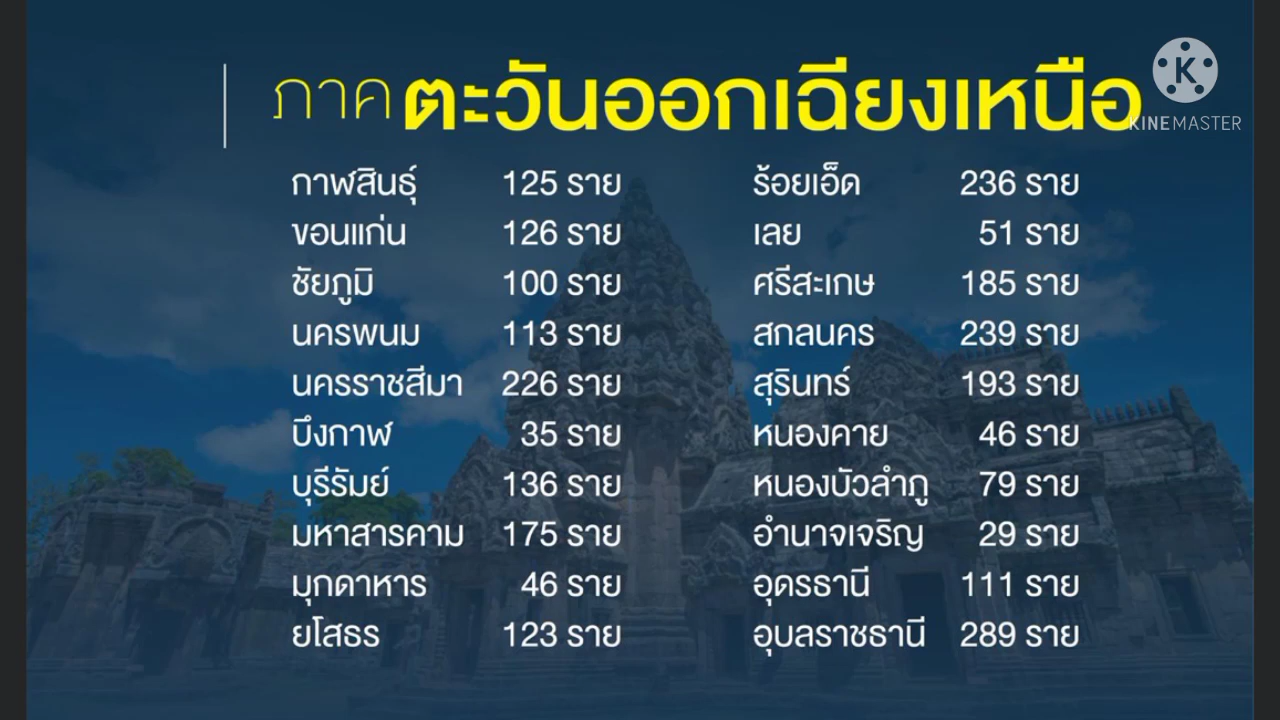 ภาคตะวันออกเฉียงเหนือ
K
KINEMASTER
กาฬสินธุ์ 125 ราย
ขอนแก่น 126 ราย
ชัยภูมิ 100 ราย
นครพนม 113 ราย
นครราชสีมา 226 ราย
บึงกาฬ 35 ราย
บุรีรัมย์ 136 ราย
มหาสารคาม 175 ราย
มุกดาหาร 46 ราย
ยโสธร 123 ราย
ร้อยเอ็ด 236 ราย
เลย 51 ราย
ศรีสะเกษ 185 ราย
สกลนคร 239 ราย
สุรินทร์ 193 ราย
หนองคาย 46 ราย
หนองบัวลำภู 79 ราย
อำนาจเจริญ 29 ราย
อุดรธานี 111 ราย
อุบลราชธานี 289 ราย